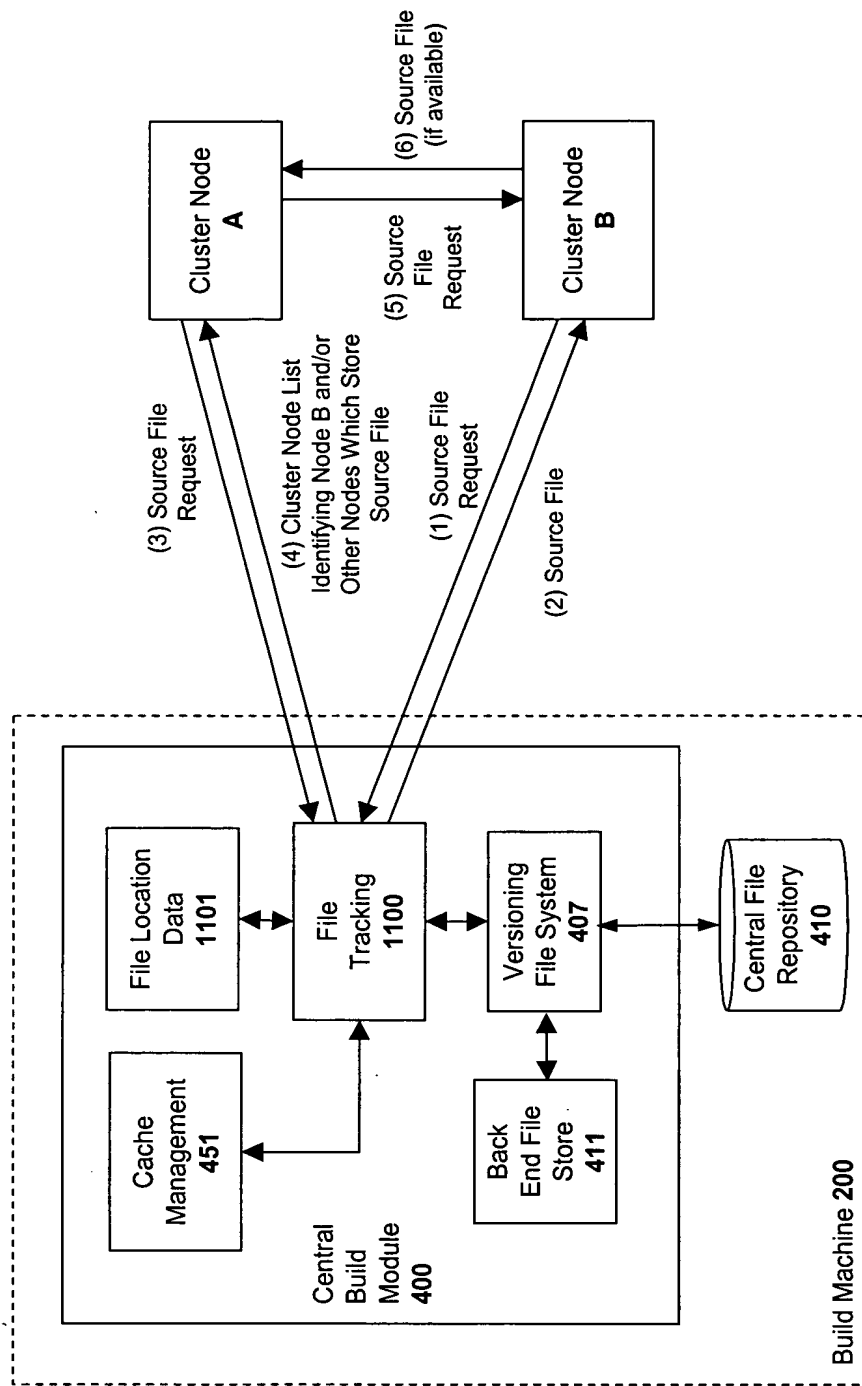 Build Machine 200
Central
Build
Module
400
Cache
Management
451
File Location
Data
1101
File
Tracking
1100
Back
End File
Store
411
Versioning
File System
407
Central File
Repository
410
(3) Source File
Request
(4) Cluster Node List
Identifying Node B and/or
Other Nodes Which Store
Source File
(1) Source File
Request
(2) Source File
Cluster Node
A
(5) Source
File
Request
(6) Source File
(if available)
Cluster Node
B